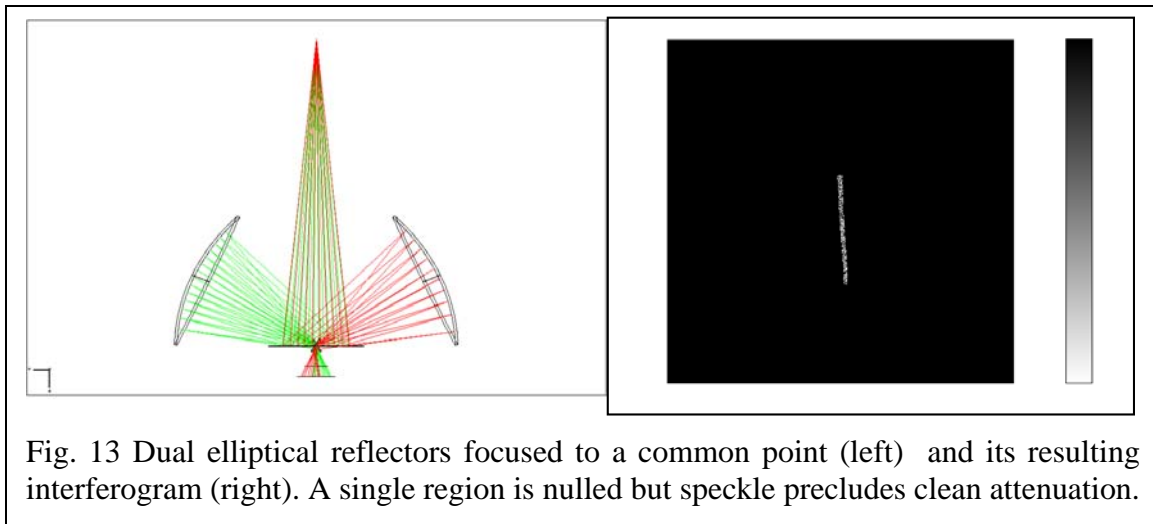 Fig. 13 Dual elliptical reflectors focused to a common point (left) and its resulting
interferogram (right). A single region is nulled but speckle precludes clean attenuation.